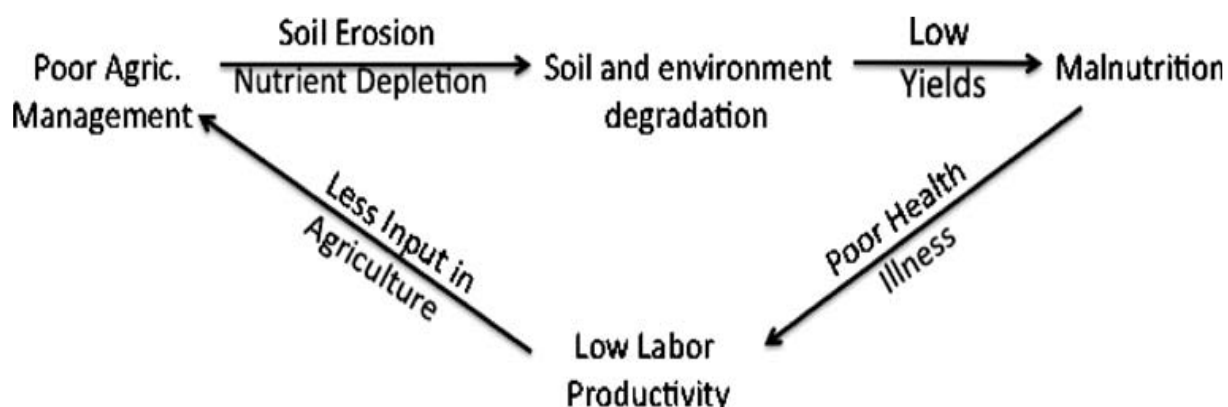 Poor Agric.
Management
Soil Erosion
Nutrient Depletion
Soil and environment
degradation
Low
Yields
Malnutrition
Poor Health
Illness
Low Labor
Productivity
Less Input in
Agriculture